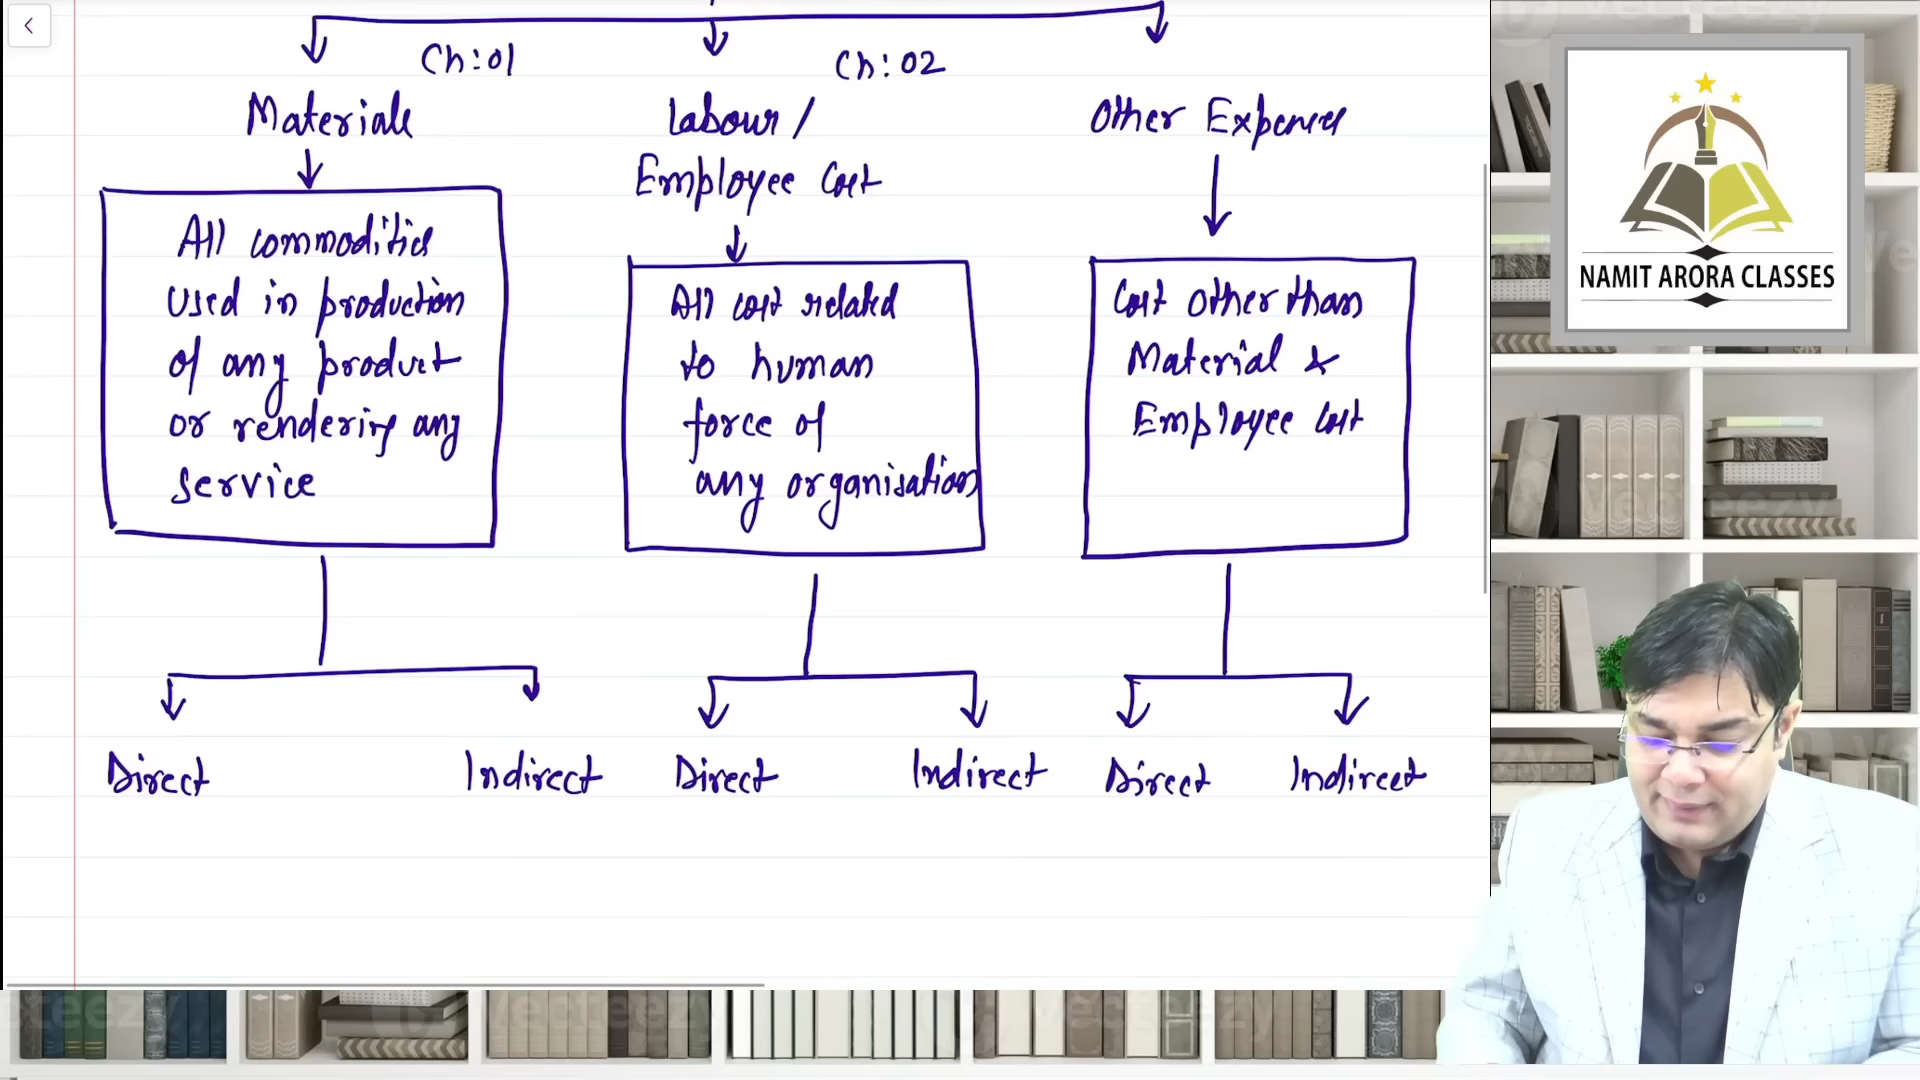 Ch:01
Ch:02
Materials
Labour /
Employee Cost
Other Expenses
All commodities
used in production
of any product
or rendering any
service
All cost related
to human
force of
any organisation
Cost other than
Material &
Employee Cost
Direct
Indirect
Direct
Indirect
Direct
Indirect
NAMIT ARORA CLASSES
vecteezy